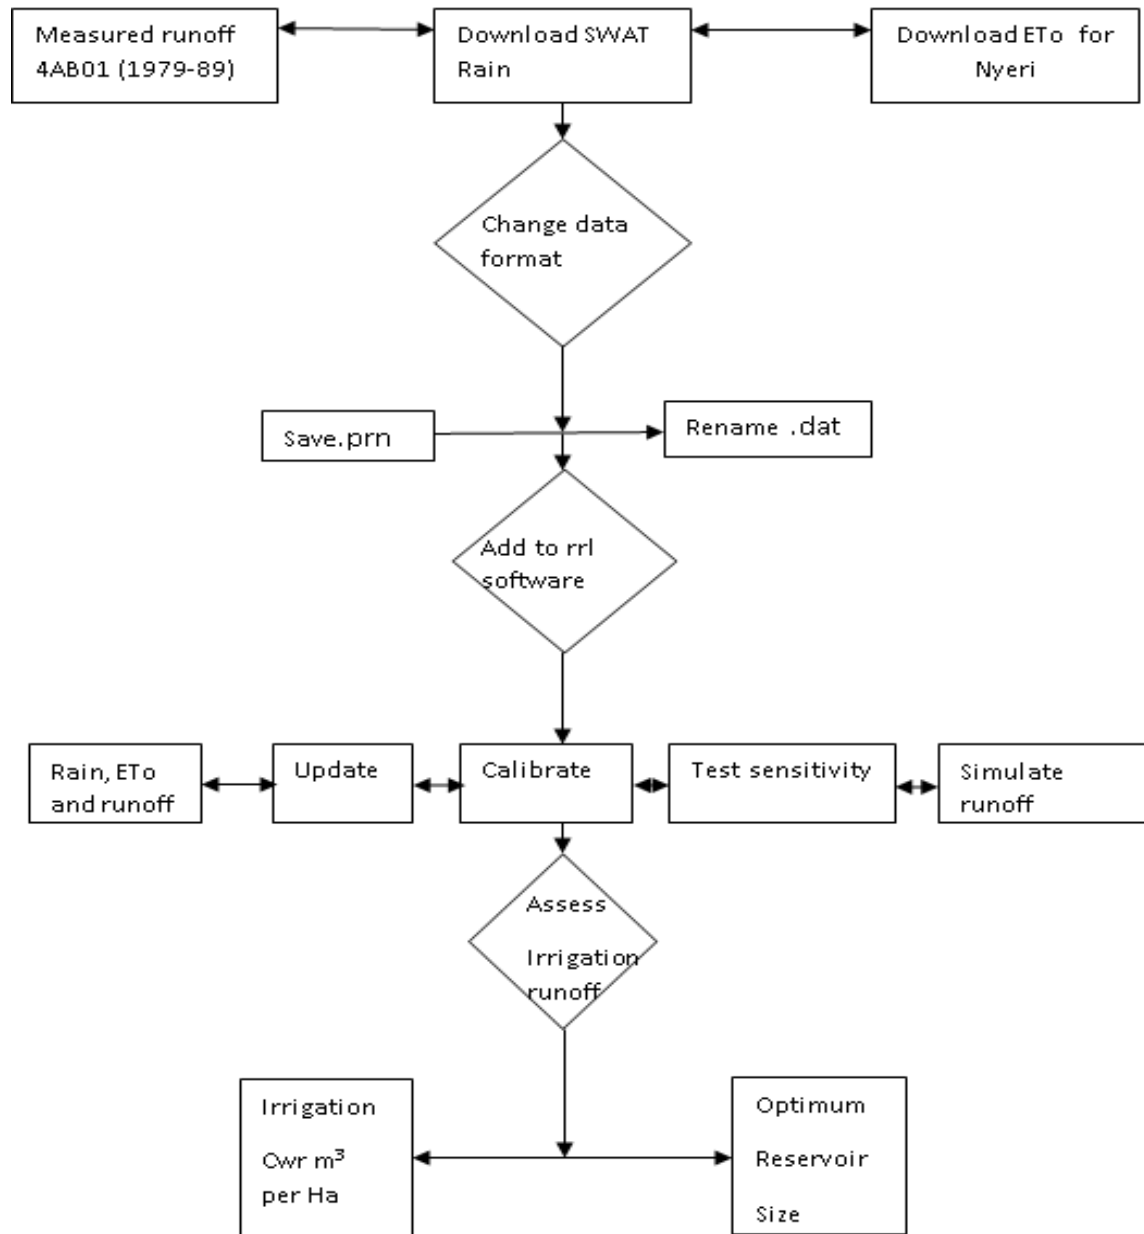 Measured runoff
4AB01 (1979-89)
Download SWAT
Rain
Download ETo for
Nyeri
Change data
format
Save.prn
Rename .dat
Add to rrl
software
Rain, ETo
and runoff
Update
Calibrate
Test sensitivity
Simulate
runoff
Assess
Irrigation
runoff
Irrigation
Cwr m³
per Ha
Optimum
Reservoir
Size